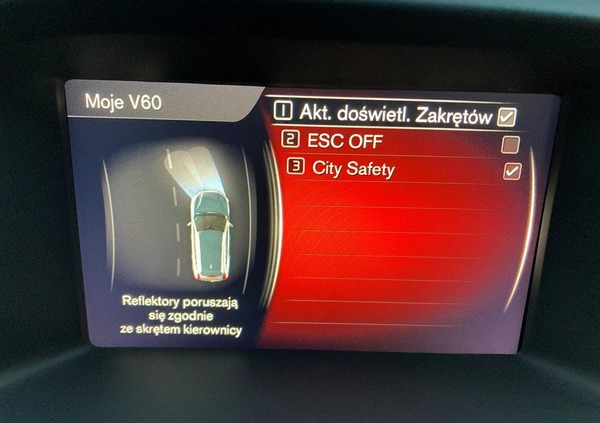 Moje V60
1 Akt. doświetl. Zakrętów
2 ESC OFF
3 City Safety
Reflektory poruszają
się zgodnie
ze skrętem kierownicy